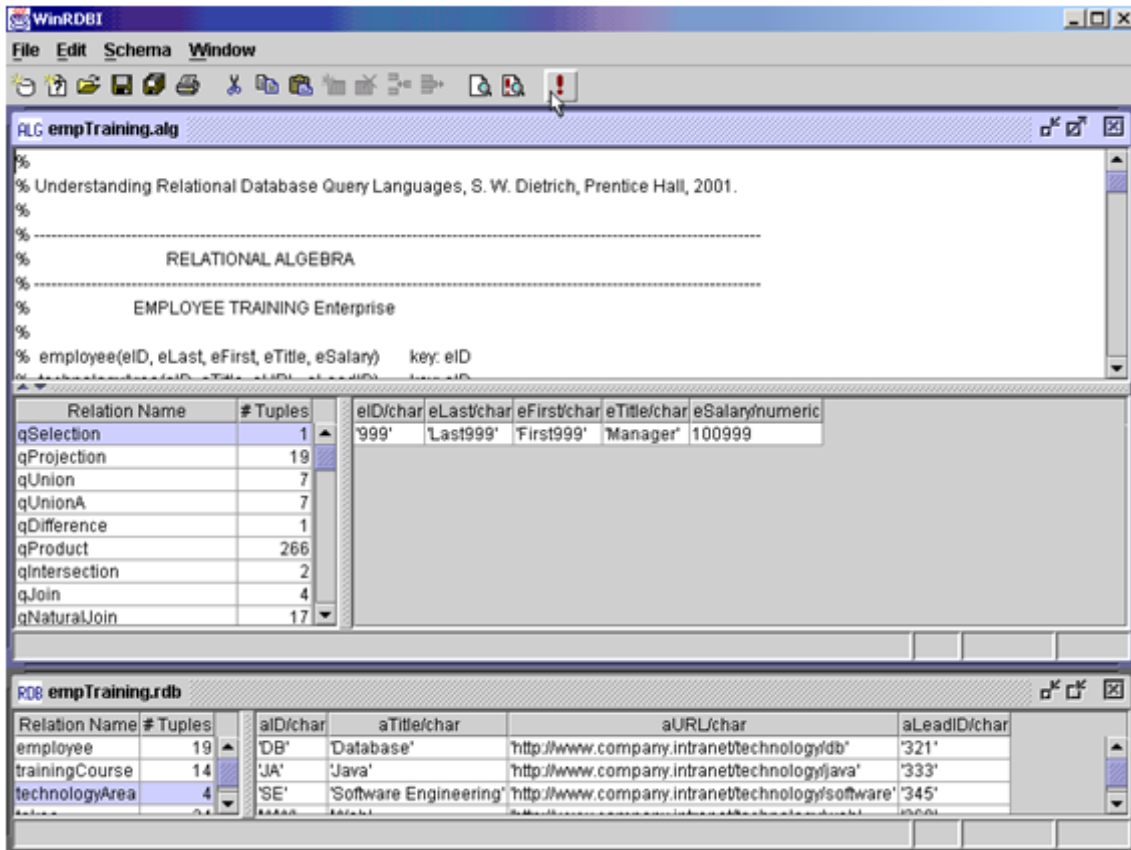 WinRDBI
File Edit Schema Window
ALG empTraining.alg
%
% Understanding Relational Database Query Languages, S. W. Dietrich, Prentice Hall, 2001.
%
% ----------------------------------------------------------------
% RELATIONAL ALGEBRA
% ----------------------------------------------------------------
% EMPLOYEE TRAINING Enterprise
%
% employee(eID, eLast, eFirst, eTitle, eSalary) key: eID
Relation Name # Tuples eID/char eLast/char eFirst/char eTitle/char eSalary/numeric
qSelection 1 '999' 'Last999' 'First999' 'Manager' 100999
qProjection 19
qUnion 7
qUnionA 7
qDifference 1
qProduct 266
qIntersection 2
qJoin 4
qNaturalJoin 17
RDB empTraining.rdb
Relation Name # Tuples aID/char aTitle/char aURL/char aLeadID/char
employee 19 'DB' 'Database' 'http://www.company.intranet/technology/db' '321'
trainingCourse 14 'JA' 'Java' 'http://www.company.intranet/technology/java' '333'
technologyArea 4 'SE' 'Software Engineering' 'http://www.company.intranet/technology/software' '345'